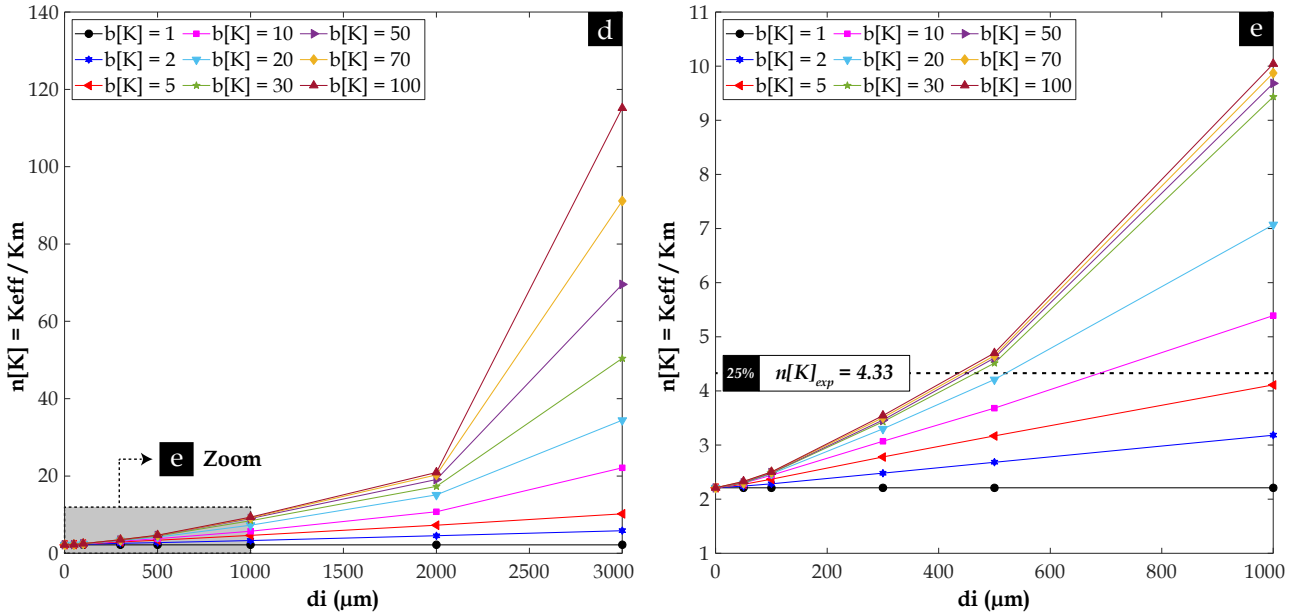 140
120
100
80
60
40
20
0
n[K] = Keff / Km
d
b[K] = 1 b[K] = 10 b[K] = 50
b[K] = 2 b[K] = 20 b[K] = 70
b[K] = 5 b[K] = 30 b[K] = 100
e Zoom
0 500 1000 1500 2000 2500 3000
di (μm)
11
10
9
8
7
6
5
4
3
2
1
n[K] = Keff / Km
e
b[K] = 1 b[K] = 10 b[K] = 50
b[K] = 2 b[K] = 20 b[K] = 70
b[K] = 5 b[K] = 30 b[K] = 100
25% n[K]exp = 4.33
0 200 400 600 800 1000
di (μm)